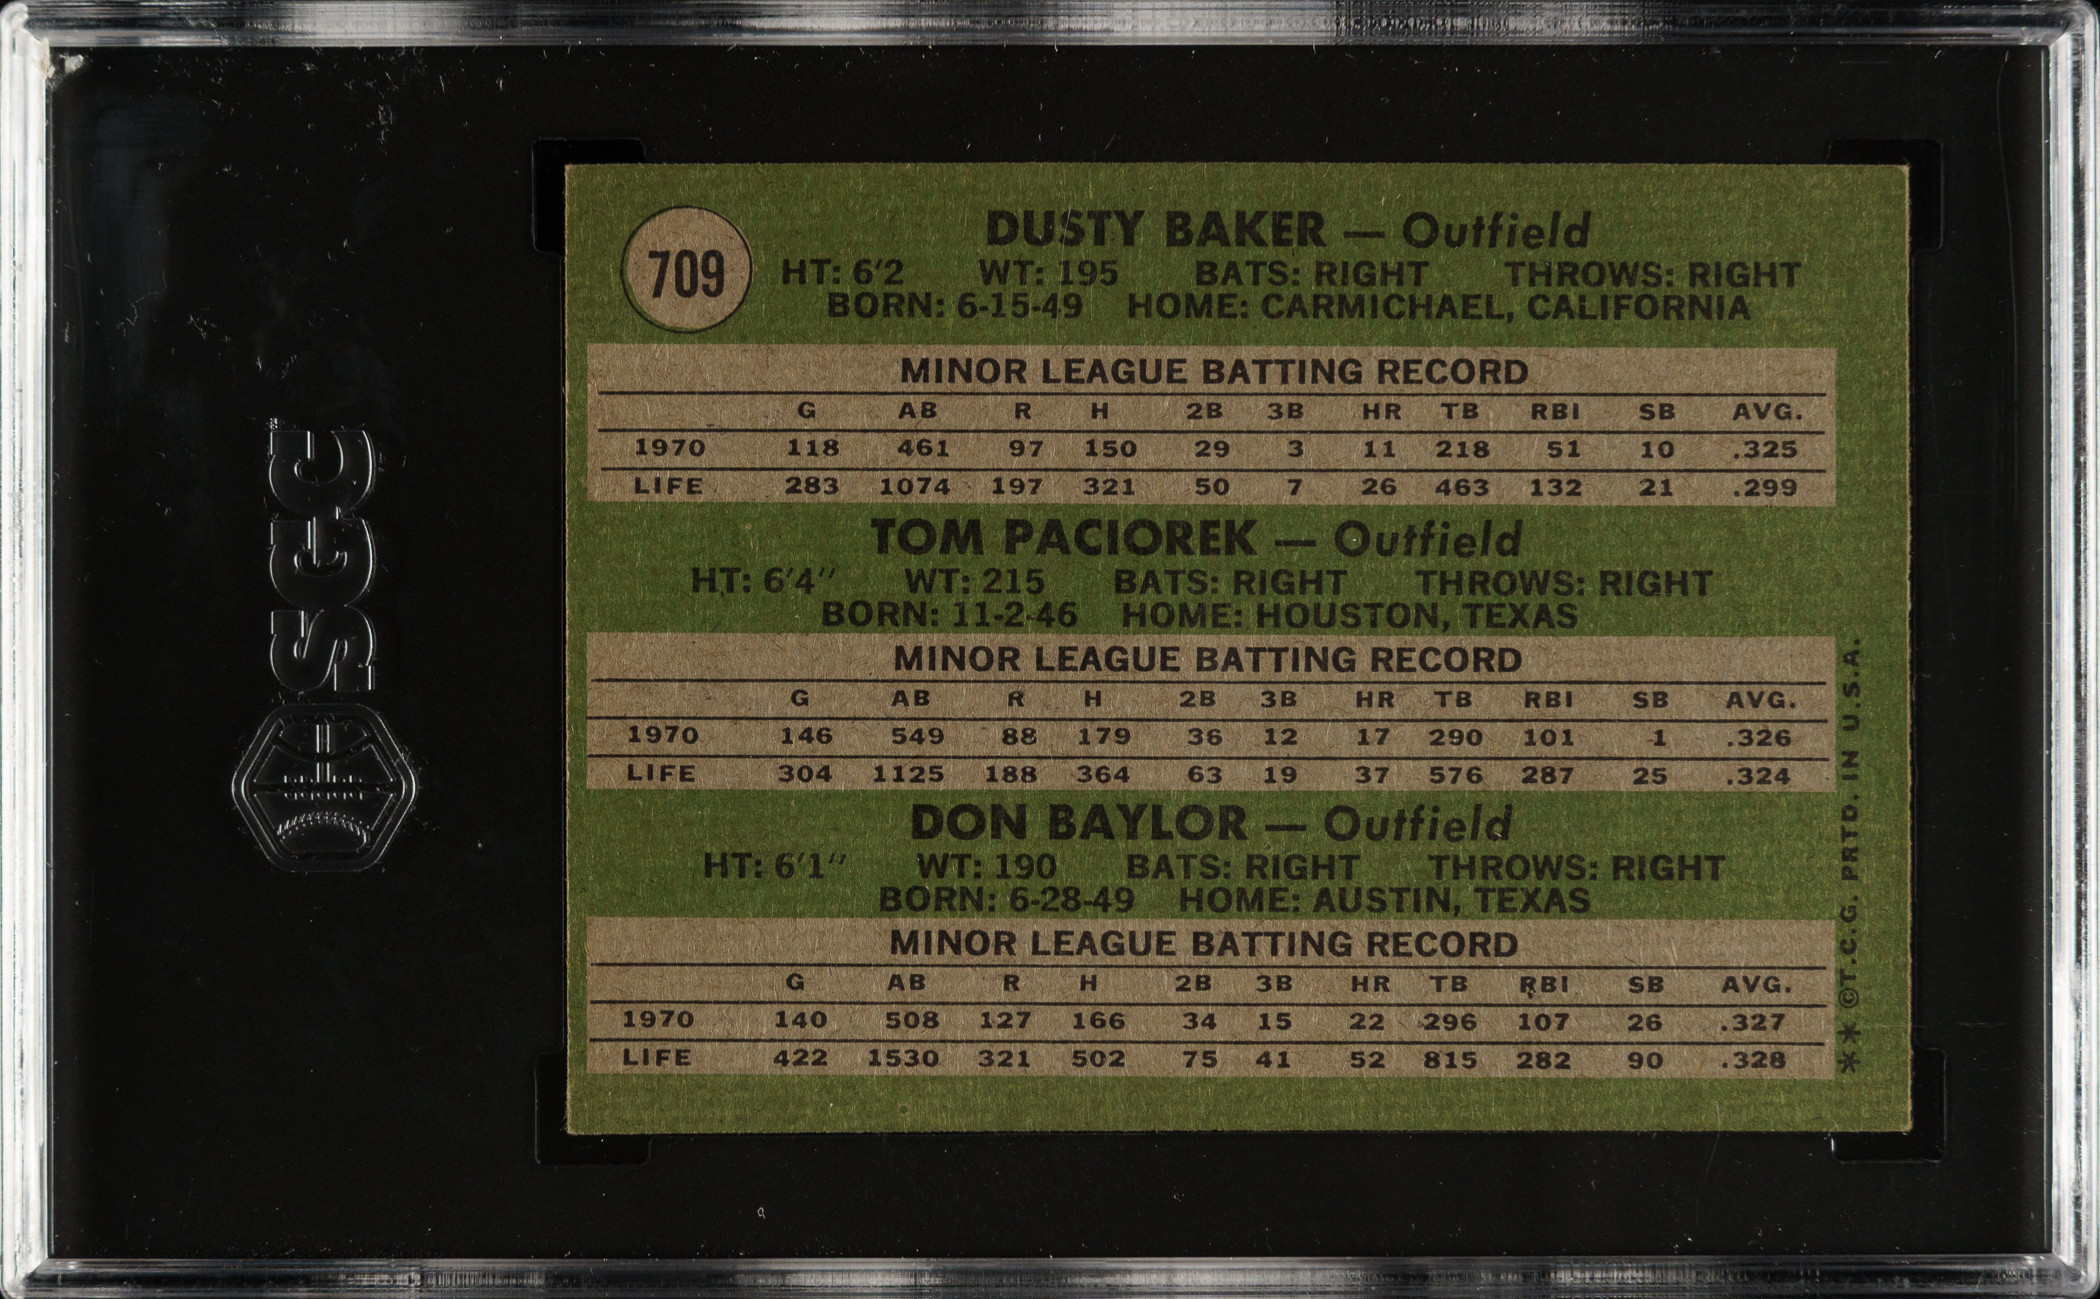 709
DUSTY BAKER — Outfield
HT: 6'2 WT: 195 BATS: RIGHT THROWS: RIGHT
BORN: 6-15-49 HOME: CARMICHAEL, CALIFORNIA
MINOR LEAGUE BATTING RECORD
G AB R H 2B 3B HR TB RBI SB AVG.
1970 118 461 97 150 29 3 11 218 51 10 .325
LIFE 283 1074 197 321 50 7 26 463 132 21 .299
TOM PACIOREK — Outfield
HT: 6'4" WT: 215 BATS: RIGHT THROWS: RIGHT
BORN: 11-2-46 HOME: HOUSTON, TEXAS
MINOR LEAGUE BATTING RECORD
G AB R H 2B 3B HR TB RBI SB AVG.
1970 146 549 88 179 36 12 17 290 101 1 .326
LIFE 304 1125 188 364 63 19 37 576 287 25 .324
DON BAYLOR — Outfield
HT: 6'1" WT: 190 BATS: RIGHT THROWS: RIGHT
BORN: 6-28-49 HOME: AUSTIN, TEXAS
MINOR LEAGUE BATTING RECORD
G AB R H 2B 3B HR TB RBI SB AVG.
1970 140 508 127 166 34 15 22 296 107 26 .327
LIFE 422 1530 321 502 75 41 52 815 282 90 .328
**©T.C.G. PRTD. IN U.S.A.
SGC